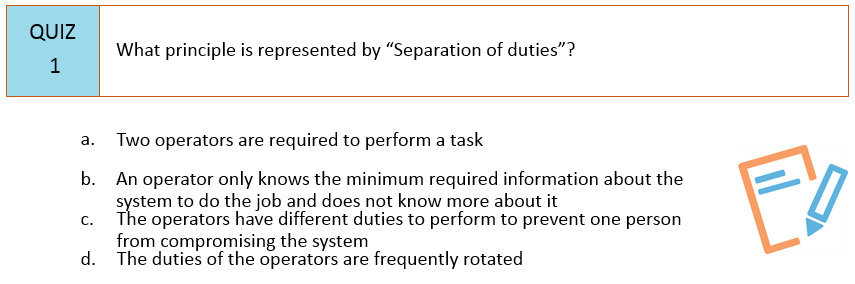 QUIZ
1
What principle is represented by “Separation of duties”?
a. Two operators are required to perform a task
b. An operator only knows the minimum required information about the
system to do the job and does not know more about it
c. The operators have different duties to perform to prevent one person
from compromising the system
d. The duties of the operators are frequently rotated